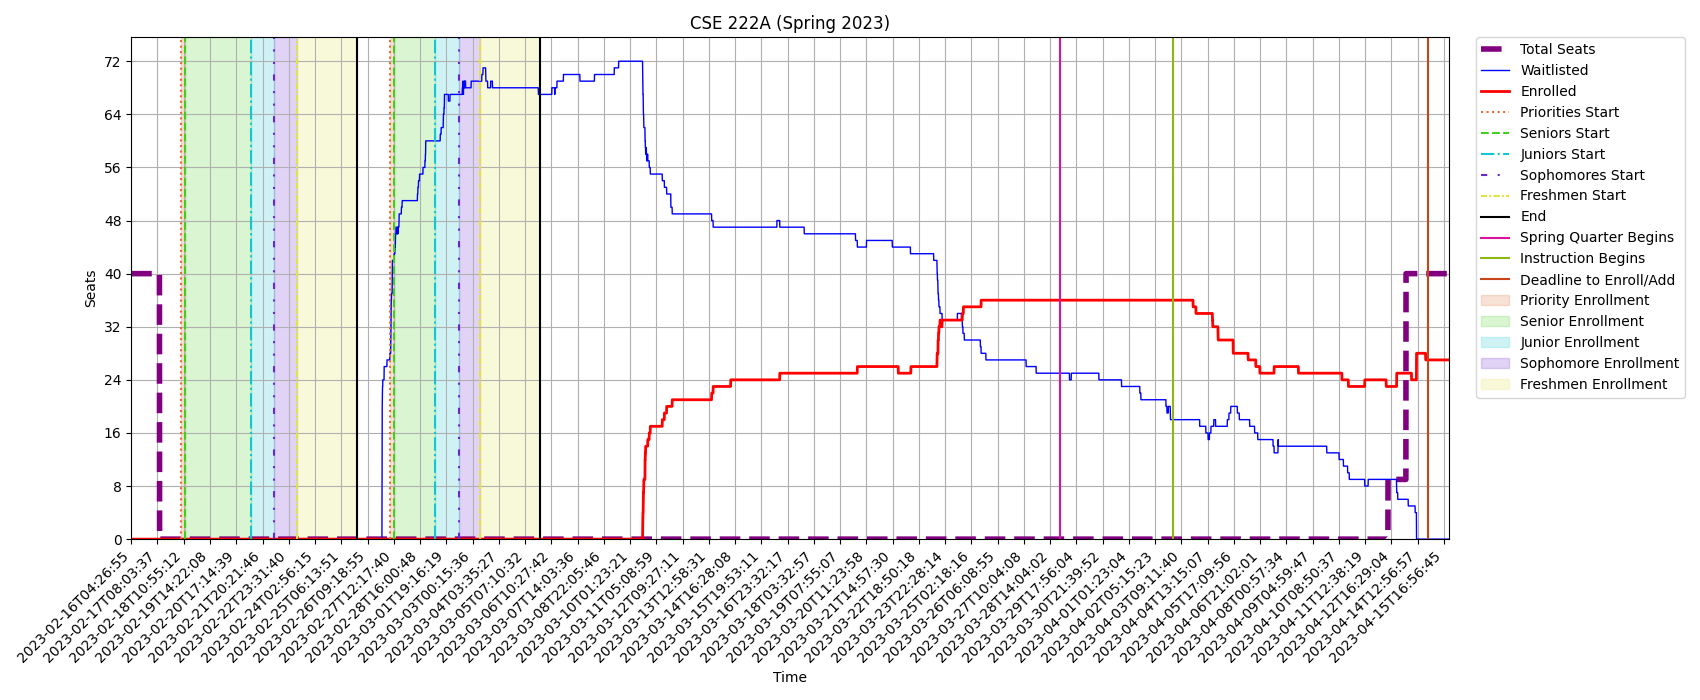 CSE 222A (Spring 2023)
72
64
56
48
40
32
24
16
8
0
Seats
2023-02-16T04:26:55
2023-02-17T08:03:37
2023-02-18T10:55:12
2023-02-19T14:22:08
2023-02-20T17:14:39
2023-02-21T20:21:46
2023-02-22T23:31:40
2023-02-24T02:56:15
2023-02-25T06:13:51
2023-02-26T09:18:55
2023-02-27T12:17:40
2023-02-28T16:00:48
2023-03-01T19:16:19
2023-03-03T00:15:36
2023-03-04T03:35:27
2023-03-05T07:10:32
2023-03-06T10:27:42
2023-03-07T14:03:36
2023-03-08T22:05:46
2023-03-10T01:23:21
2023-03-11T05:08:59
2023-03-12T09:27:11
2023-03-13T12:58:31
2023-03-14T16:28:08
2023-03-15T19:53:11
2023-03-16T23:32:17
2023-03-18T03:32:57
2023-03-19T07:55:07
2023-03-20T11:23:58
2023-03-21T14:57:30
2023-03-22T18:50:18
2023-03-23T22:28:14
2023-03-25T02:18:16
2023-03-26T06:08:55
2023-03-27T10:04:08
2023-03-28T14:04:02
2023-03-29T17:56:04
2023-03-30T21:39:52
2023-04-01T01:23:04
2023-04-02T05:15:23
2023-04-03T09:11:40
2023-04-04T13:15:07
2023-04-05T17:09:56
2023-04-06T21:02:01
2023-04-08T00:57:34
2023-04-09T04:59:47
2023-04-10T08:50:37
2023-04-11T12:38:19
2023-04-12T16:29:04
2023-04-14T12:56:57
2023-04-15T16:56:45
Time
Total Seats
Waitlisted
Enrolled
Priorities Start
Seniors Start
Juniors Start
Sophomores Start
Freshmen Start
End
Spring Quarter Begins
Instruction Begins
Deadline to Enroll/Add
Priority Enrollment
Senior Enrollment
Junior Enrollment
Sophomore Enrollment
Freshmen Enrollment